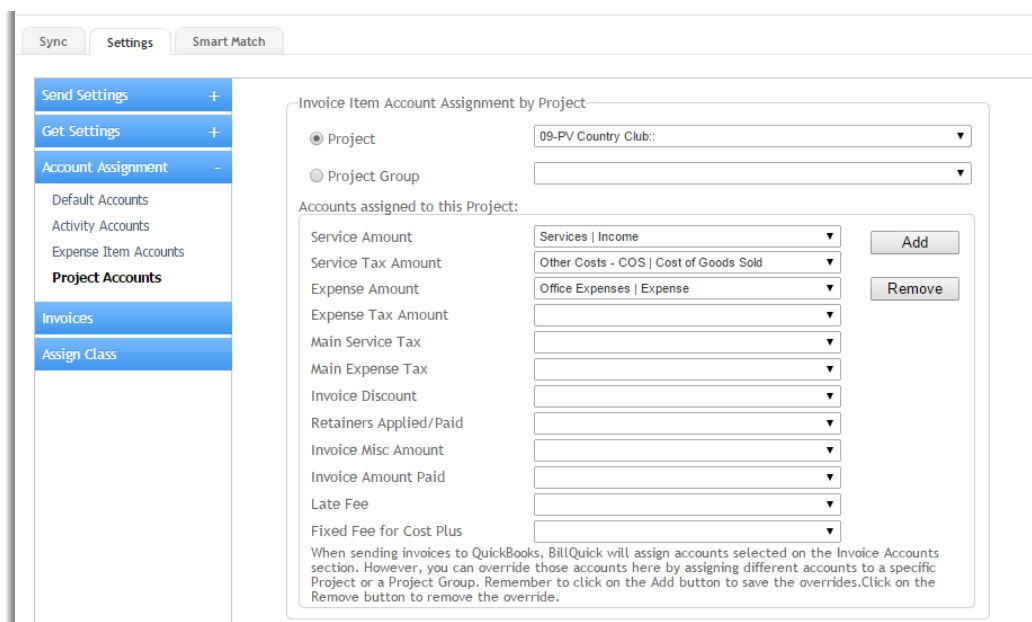 Sync Settings Smart Match
Send Settings +
Get Settings +
Account Assignment -
Default Accounts
Activity Accounts
Expense Item Accounts
Project Accounts
Invoices
Assign Class
Invoice Item Account Assignment by Project
Project 09-PV Country Club::
Project Group
Accounts assigned to this Project:
Service Amount Services | Income Add
Service Tax Amount Other Costs - COS | Cost of Goods Sold
Expense Amount Office Expenses | Expense Remove
Expense Tax Amount
Main Service Tax
Main Expense Tax
Invoice Discount
Retainers Applied/Paid
Invoice Misc Amount
Invoice Amount Paid
Late Fee
Fixed Fee for Cost Plus
When sending invoices to QuickBooks, BillQuick will assign accounts selected on the Invoice Accounts
section. However, you can override those accounts here by assigning different accounts to a specific
Project or a Project Group. Remember to click on the Add button to save the overrides.Click on the
Remove button to remove the override.